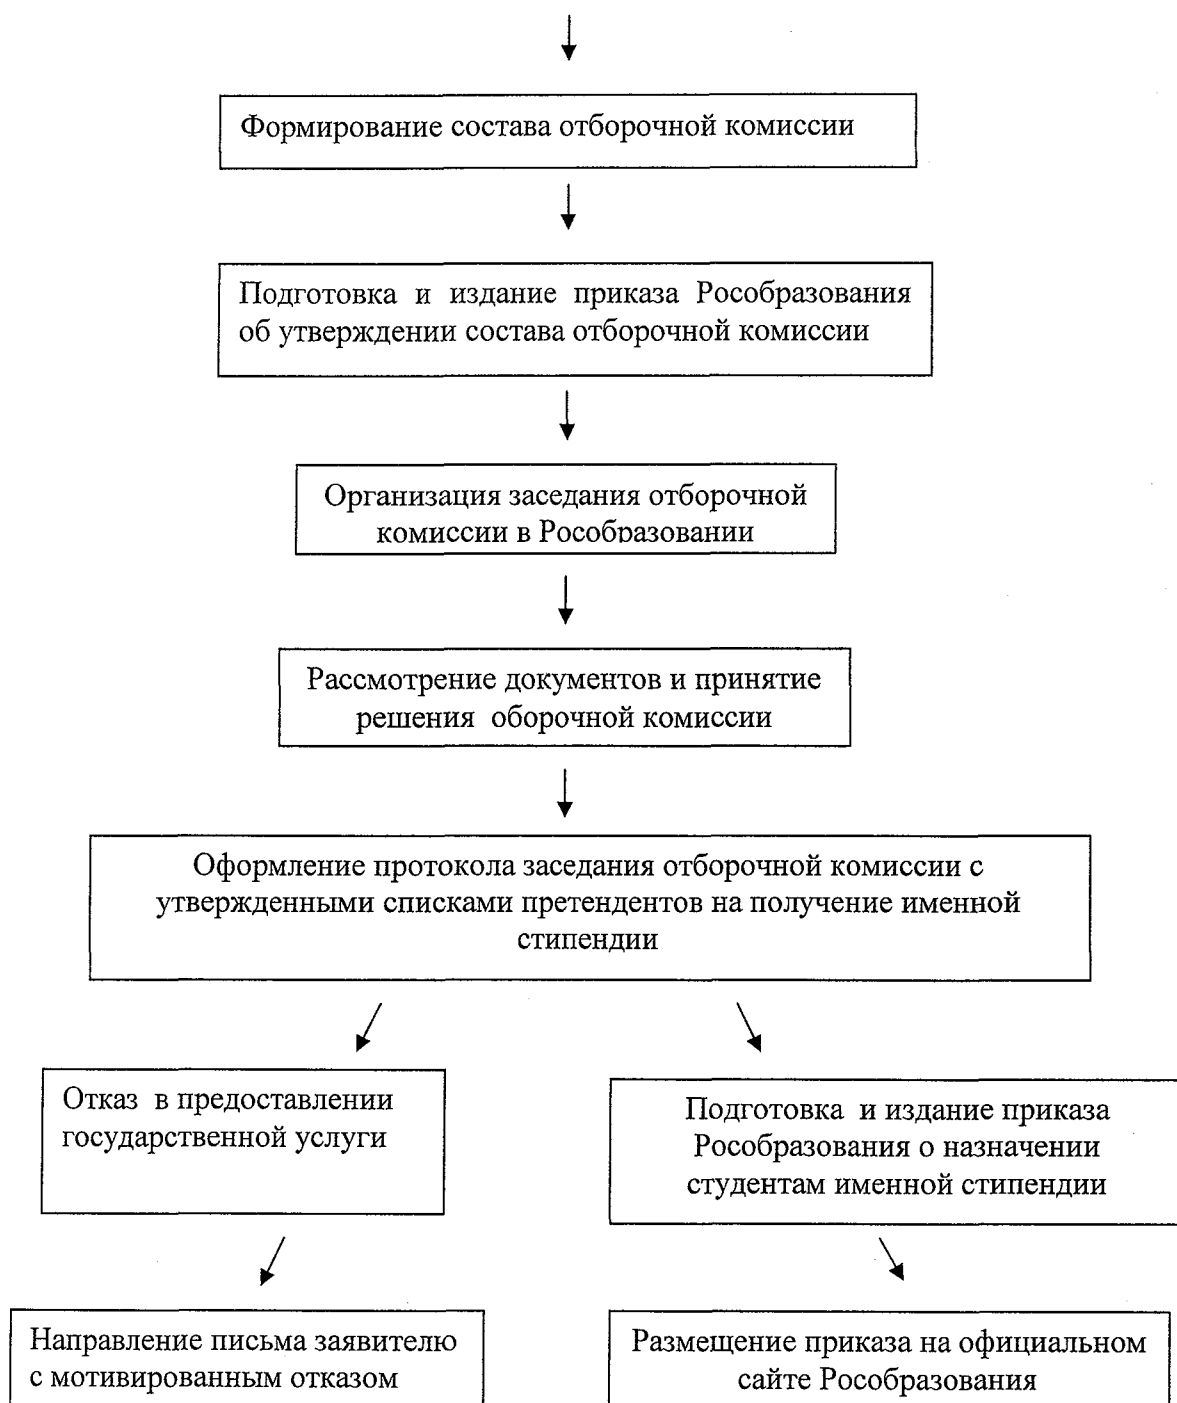 Формирование состава отборочной комиссии
Подготовка и издание приказа Рособразования
об утверждении состава отборочной комиссии
Организация заседания отборочной
комиссии в Рособразовании
Рассмотрение документов и принятие
решения оборочной комиссии
Оформление протокола заседания отборочной комиссии с
утвержденными списками претендентов на получение именной
стипендии
Отказ в предоставлении
государственной услуги
Подготовка и издание приказа
Рособразования о назначении
студентам именной стипендии
Направление письма заявителю
с мотивированным отказом
Размещение приказа на официальном
сайте Рособразования